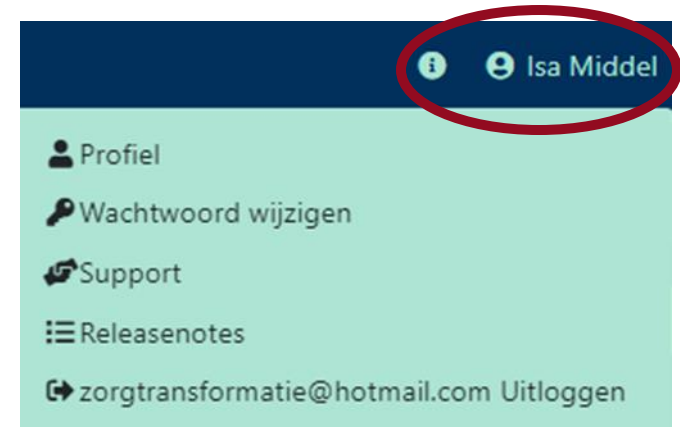 Isa Middel
Profiel
Wachtwoord wijzigen
Support
Releasenotes
zorgtransformatie@hotmail.com Uitloggen